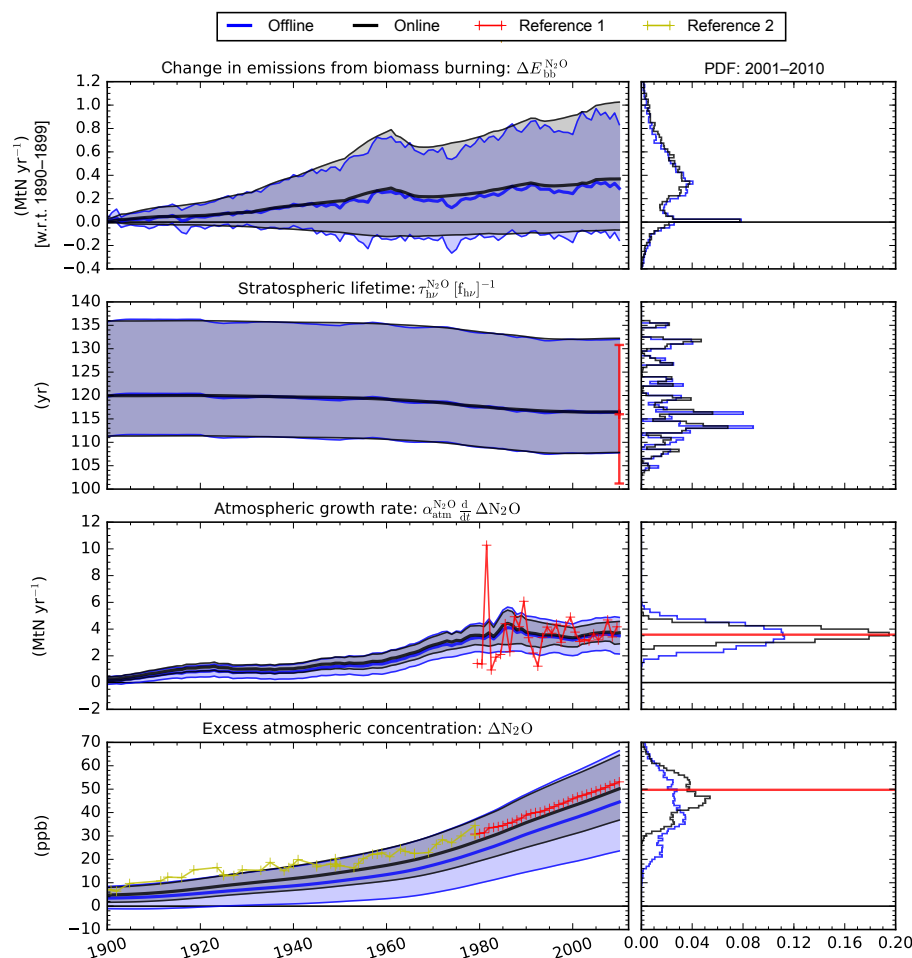 Offline Online Reference 1 Reference 2
Change in emissions from biomass burning: ΔE_bb^N₂O
PDF: 2001–2010
(MtN yr⁻¹)
[w.r.t. 1890–1899]
1.2
1.0
0.8
0.6
0.4
0.2
0.0
−0.2
−0.4
Stratospheric lifetime: τ_hν^N₂O [f_hν]⁻¹
(yr)
140
135
130
125
120
115
110
105
100
Atmospheric growth rate: α_atm^N₂O d/dt ΔN₂O
(MtN yr⁻¹)
12
10
8
6
4
2
0
−2
Excess atmospheric concentration: ΔN₂O
(ppb)
70
60
50
40
30
20
10
0
−10
1900 1920 1940 1960 1980 2000 0.00 0.04 0.08 0.12 0.16 0.20